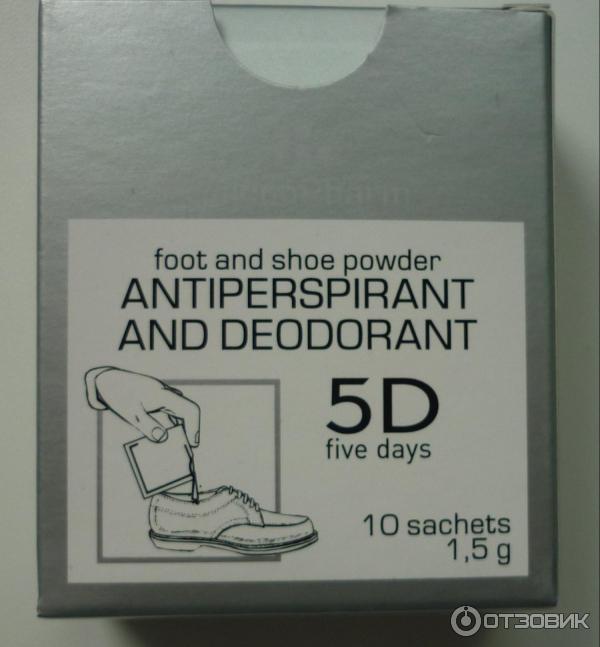 foot and shoe powder
ANTIPERSPIRANT
AND DEODORANT
5D
five days
10 sachets
1,5 g
ОТЗОВИК